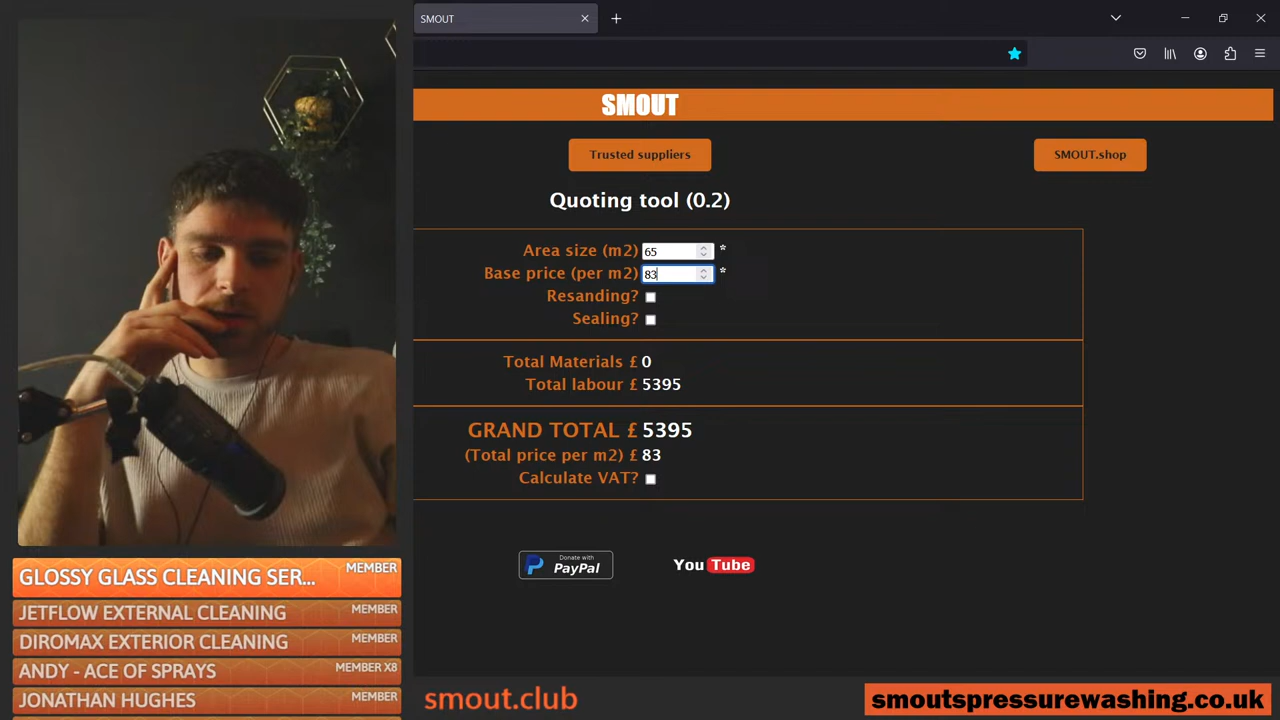 SMOUT
SMOUT
Trusted suppliers
SMOUT.shop
Quoting tool (0.2)
Area size (m2) 65 *
Base price (per m2) 83 *
Resanding?
Sealing?
Total Materials £ 0
Total labour £ 5395
GRAND TOTAL £ 5395
(Total price per m2) £ 83
Calculate VAT?
Donate with
PayPal
YouTube
GLOSSY GLASS CLEANING SER... MEMBER
JETFLOW EXTERNAL CLEANING MEMBER
DIROMAX EXTERIOR CLEANING MEMBER
ANDY - ACE OF SPRAYS MEMBER X8
JONATHAN HUGHES MEMBER
smout.club
smoutspressurewashing.co.uk